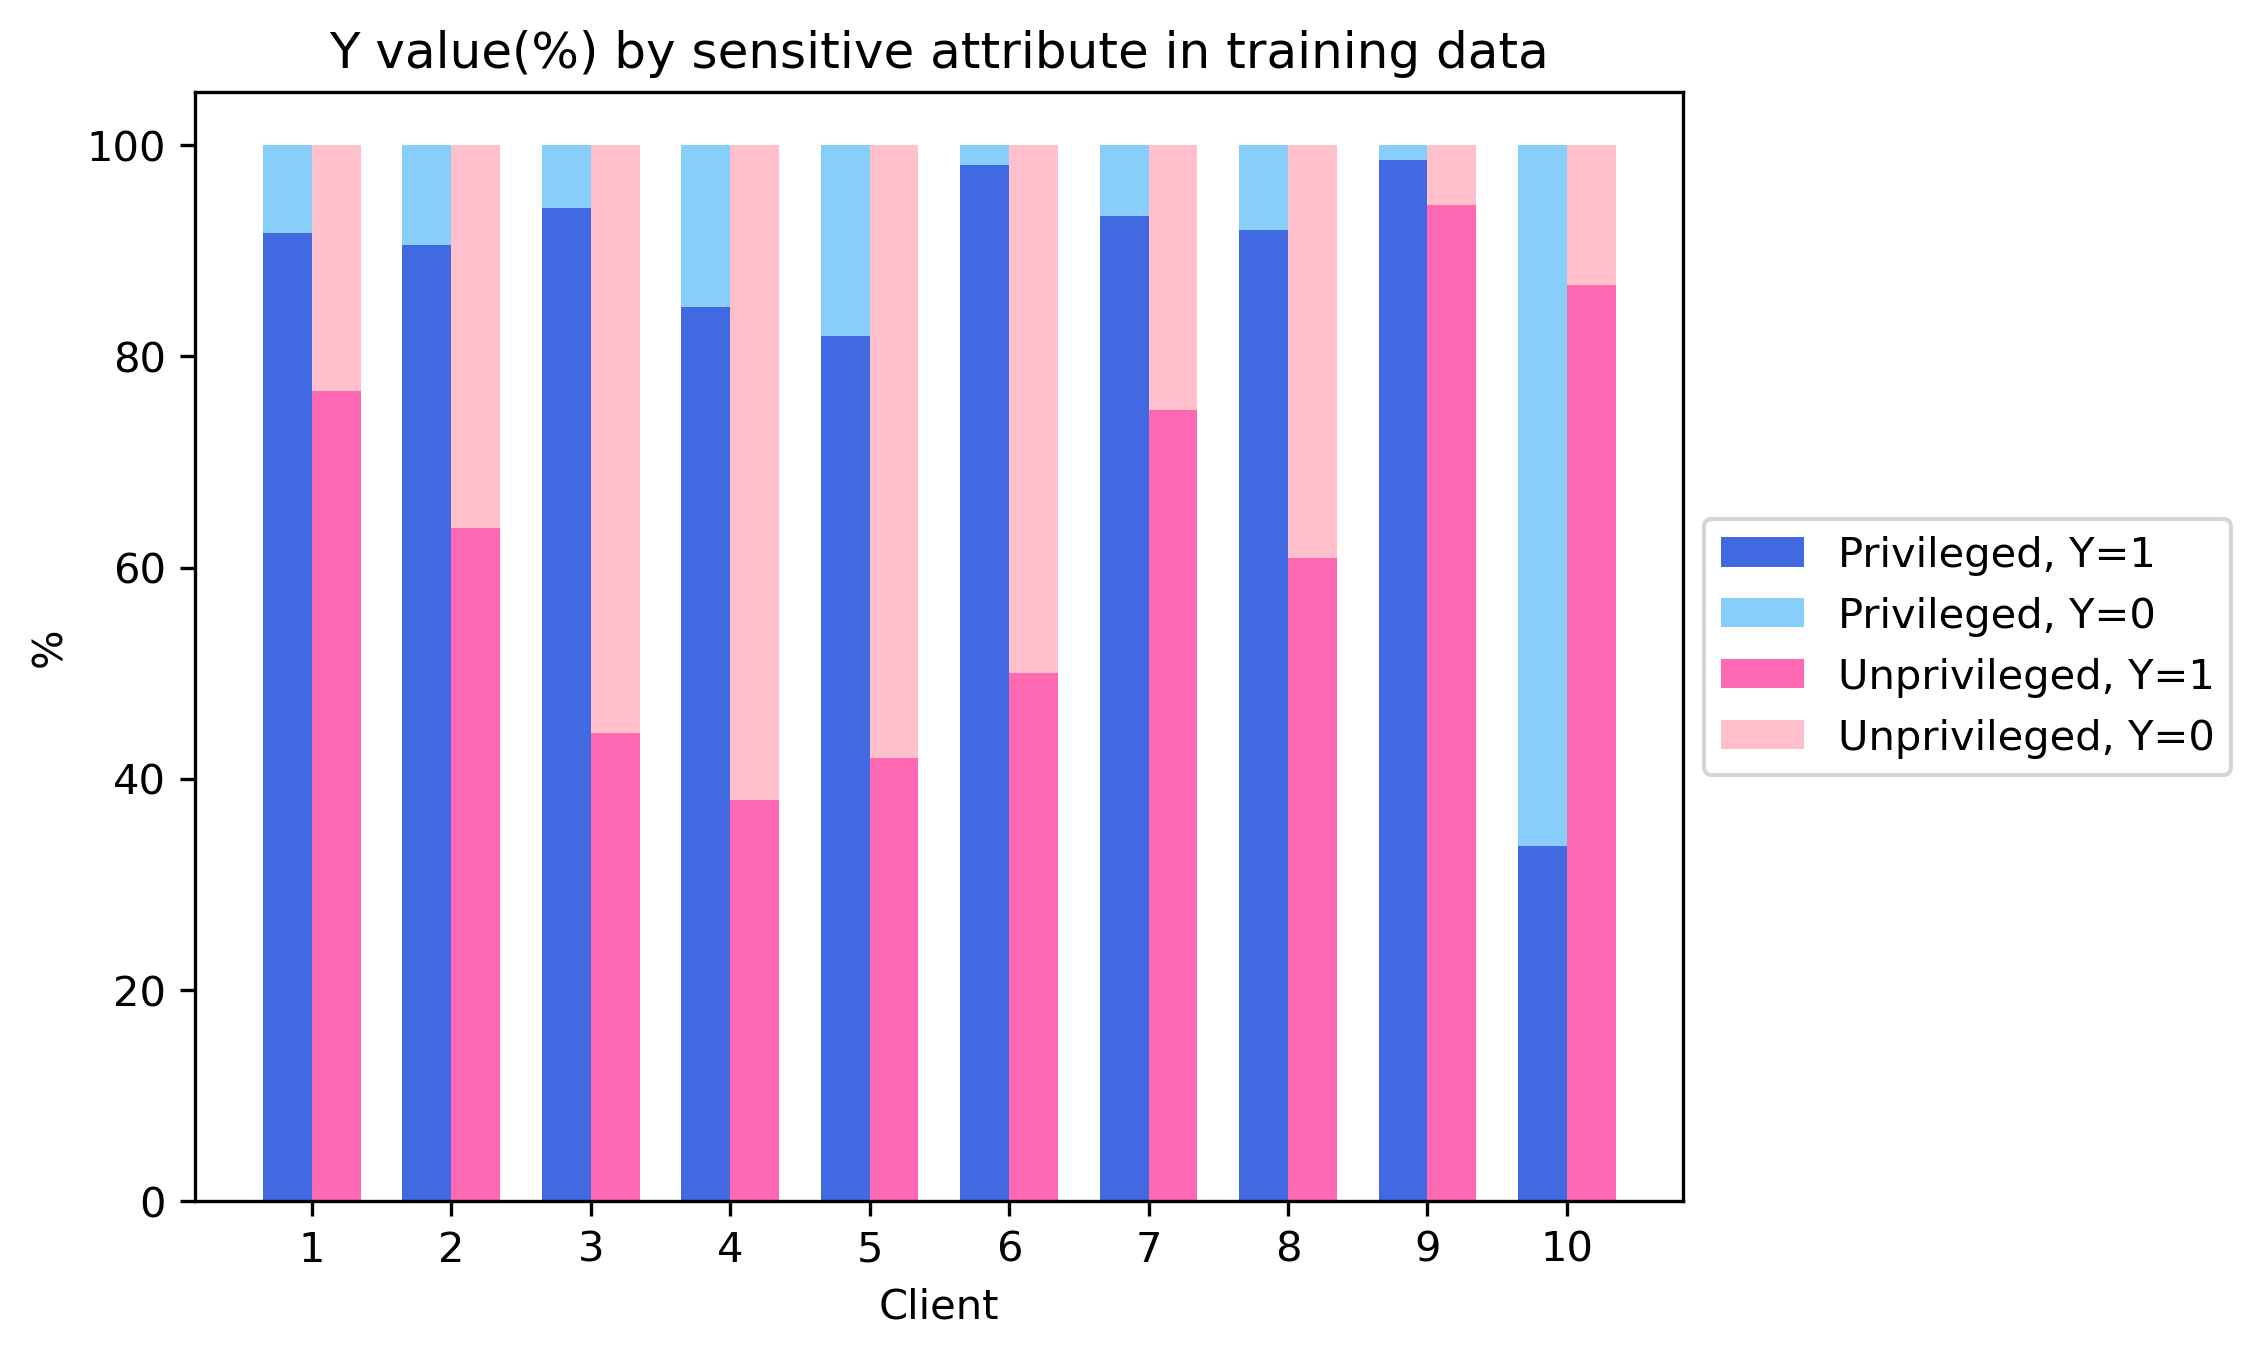 Y value(%) by sensitive attribute in training data
100
80
60
40
20
0
%
1 2 3 4 5 6 7 8 9 10
Client
Privileged, Y=1
Privileged, Y=0
Unprivileged, Y=1
Unprivileged, Y=0